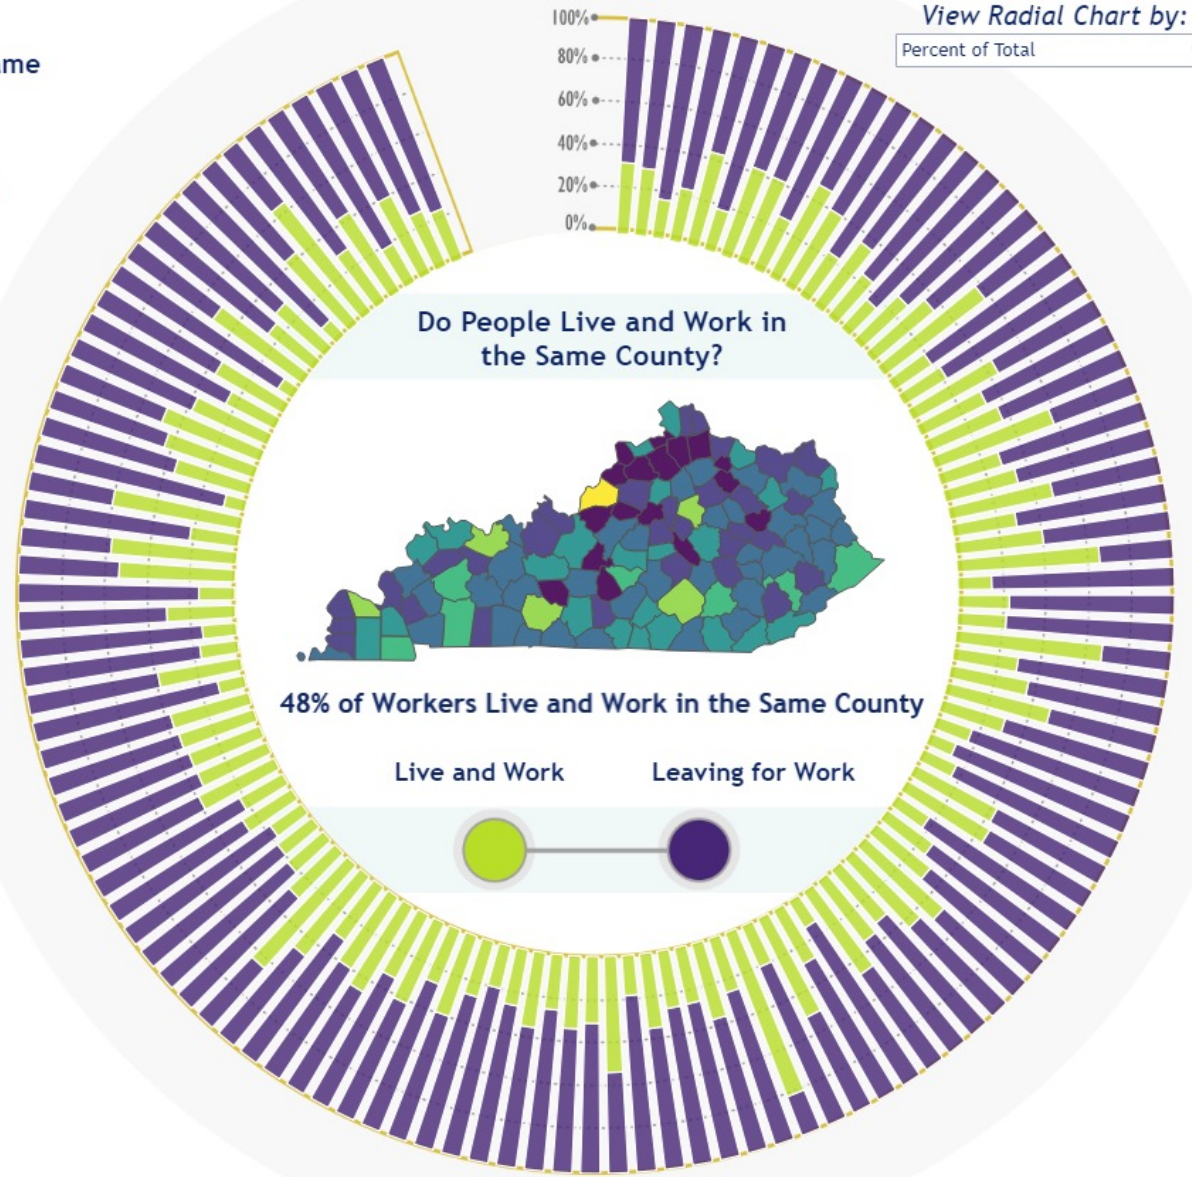 View Radial Chart by:
Percent of Total
ame
100%
80%
60%
40%
20%
0%
Do People Live and Work in
the Same County?
48% of Workers Live and Work in the Same County
Live and Work
Leaving for Work